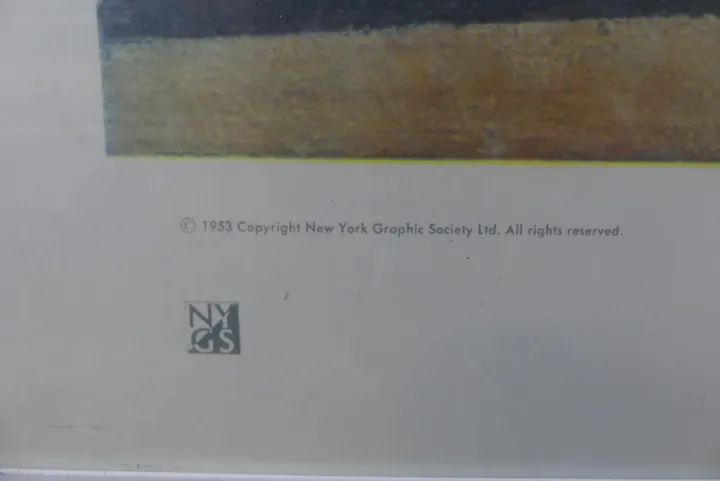 © 1953 Copyright New York Graphic Society Ltd. All rights reserved.
NY
GS